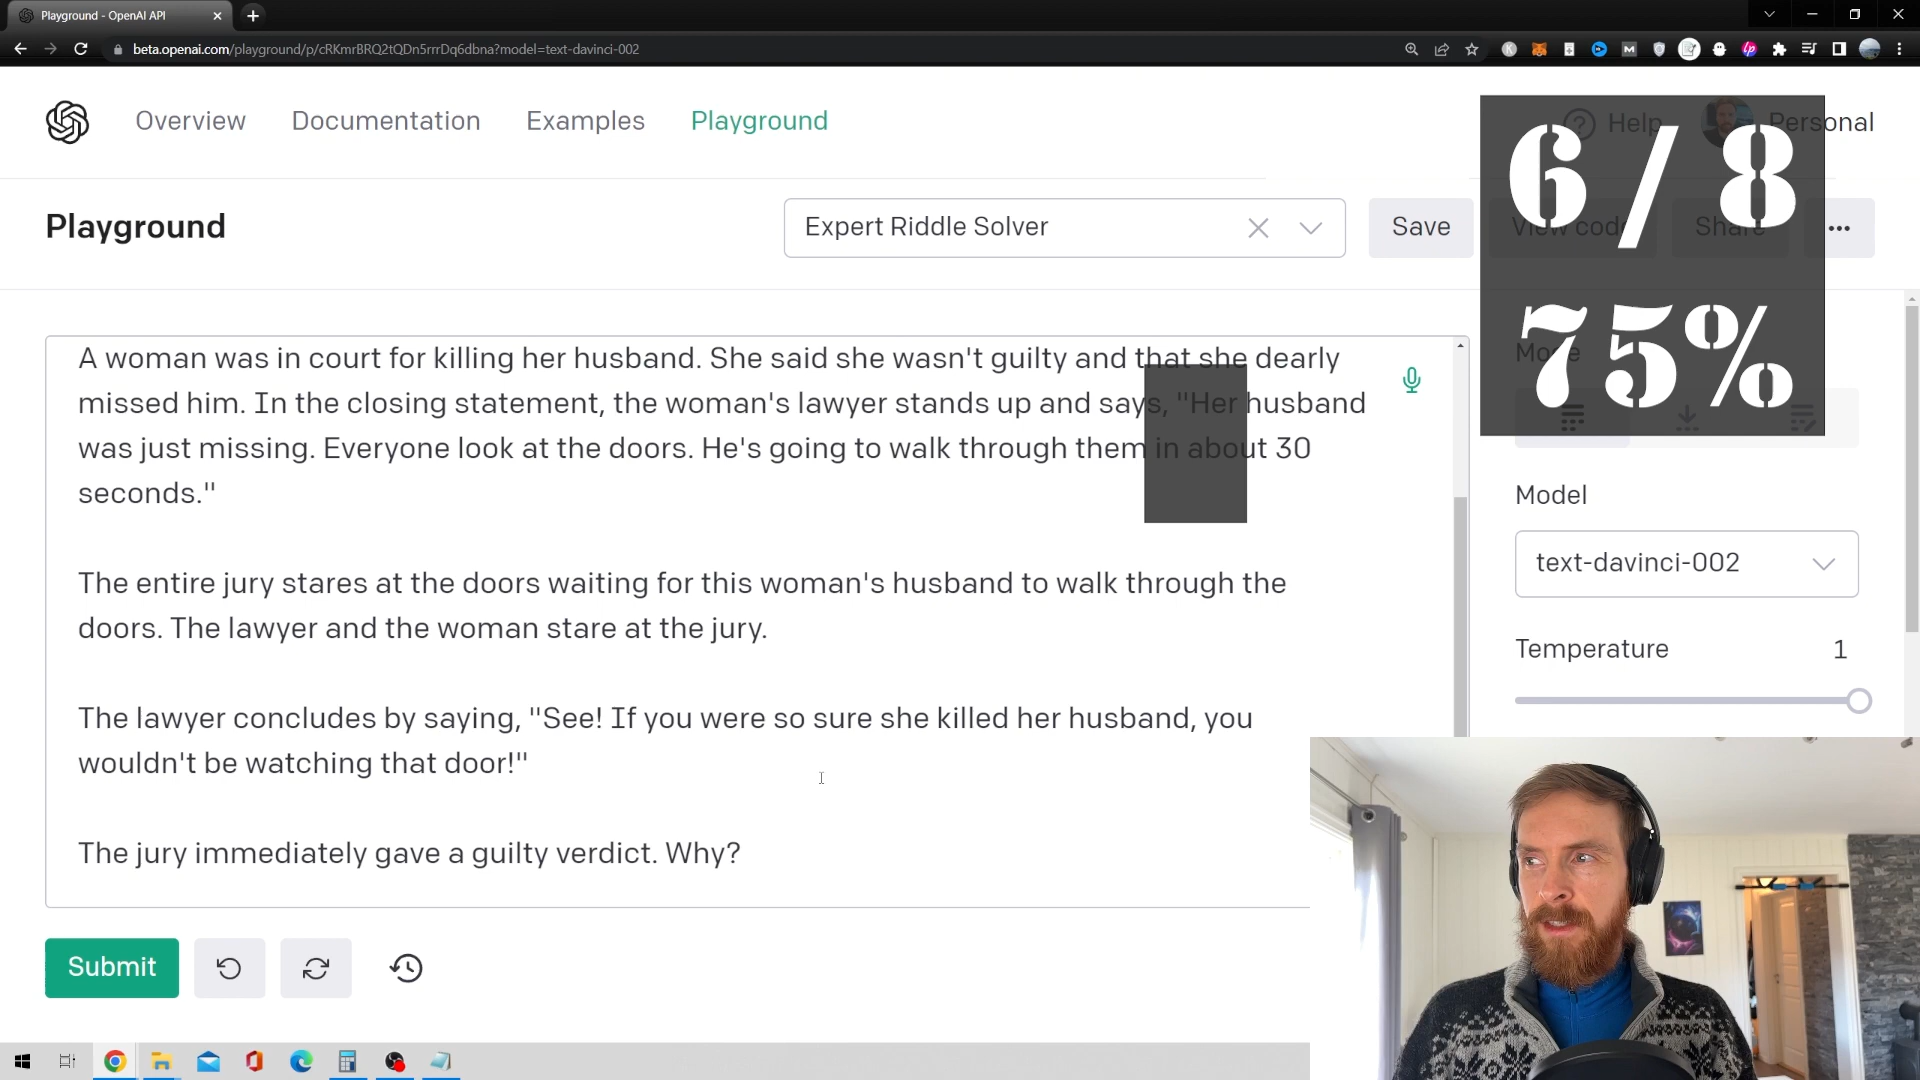 Playground - OpenAI API
beta.openai.com/playground/p/cRKmrBRQ2tQDn5rrrDq6dbna?model=text-davinci-002
Overview
Documentation
Examples
Playground
Help
Personal
6 / 8
75%
Playground
Expert Riddle Solver
Save
View code
Share
A woman was in court for killing her husband. She said she wasn't guilty and that she dearly
missed him. In the closing statement, the woman's lawyer stands up and says, "Her husband
was just missing. Everyone look at the doors. He's going to walk through them in about 30
seconds."
The entire jury stares at the doors waiting for this woman's husband to walk through the
doors. The lawyer and the woman stare at the jury.
The lawyer concludes by saying, "See! If you were so sure she killed her husband, you
wouldn't be watching that door!"
The jury immediately gave a guilty verdict. Why?
Mode
Model
text-davinci-002
Temperature 1
Submit